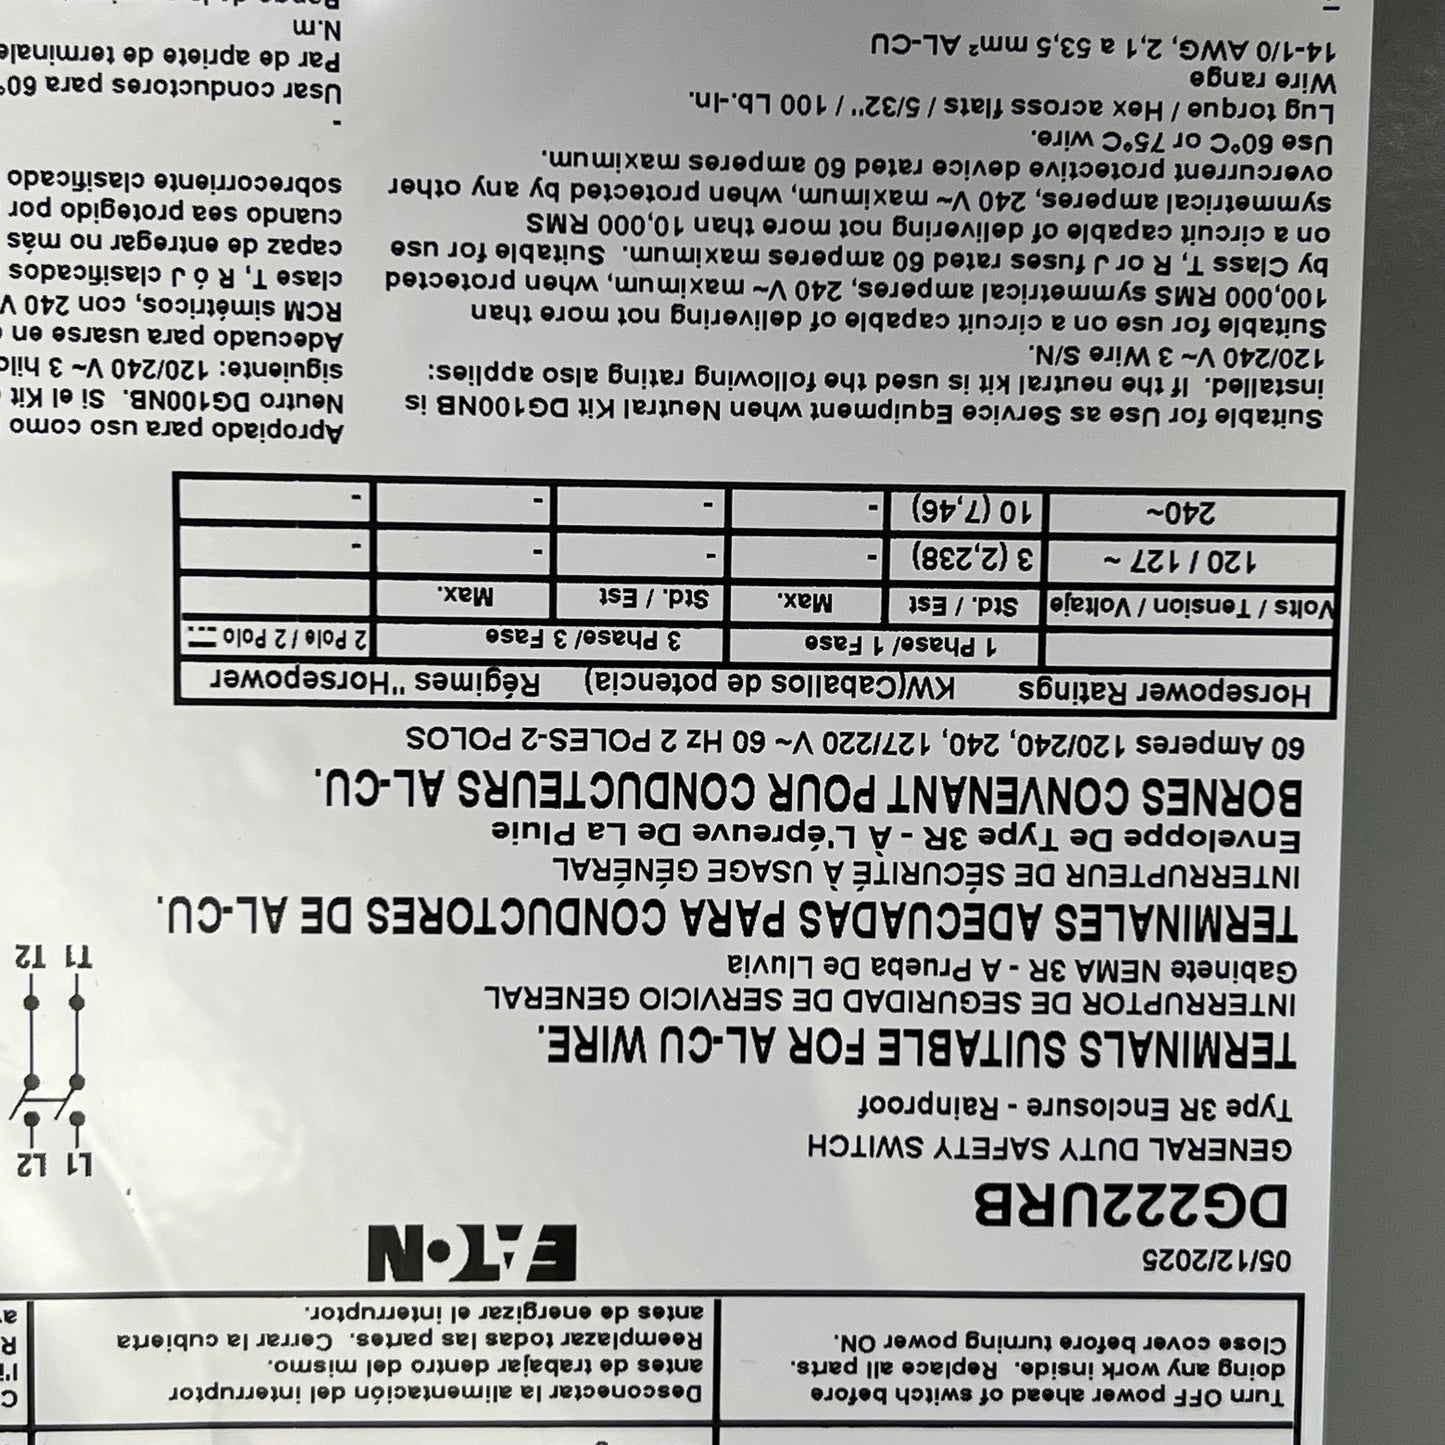 Turn OFF power ahead of switch before
doing any work inside. Replace all parts.
Close cover before turning power ON.
Desconectar la alimentación del interruptor
antes de trabajar dentro del mismo.
Reemplazar todas las partes. Cerrar la cubierta
antes de energizar el interruptor.
05/12/2025
EATON
DG222URB
GENERAL DUTY SAFETY SWITCH
Type 3R Enclosure - Rainproof
TERMINALS SUITABLE FOR AL-CU WIRE.
INTERRUPTOR DE SEGURIDAD DE SERVICIO GENERAL
Gabinete NEMA 3R - A Prueba De Lluvia
TERMINALES ADECUADAS PARA CONDUCTORES DE AL-CU.
INTERRUPTEUR DE SÉCURITÉ À USAGE GÉNÉRAL
Enveloppe De Type 3R - À L'épreuve De La Pluie
BORNES CONVENANT POUR CONDUCTEURS AL-CU.
60 Amperes 120/240, 240, 127/220 V~ 60 Hz 2 POLES-2 POLOS
L1 L2
T1 T2
Horsepower Ratings KW(Caballos de potencia) Régimes "Horsepower
1 Phase/ 1 Fase 3 Phase/ 3 Fase 2 Pole / 2 Polo
Volts / Tension / Voltaje Std. / Est Max. Std. / Est Max.
120 / 127 ~ 3 (2,238) - - - -
240~ 10 (7,46) - - - -
Suitable for Use as Service Equipment when Neutral Kit DG100NB is
installed. If the neutral kit is used the following rating also applies:
120/240 V~ 3 Wire S/N.
Suitable for use on a circuit capable of delivering not more than
100,000 RMS symmetrical amperes, 240 V~ maximum, when protected
by Class T, R or J fuses rated 60 amperes maximum. Suitable for use
on a circuit capable of delivering not more than 10,000 RMS
symmetrical amperes, 240 V~ maximum, when protected by any other
overcurrent protective device rated 60 amperes maximum.
Use 60°C or 75°C wire.
Lug torque / Hex across flats / 5/32" / 100 Lb.-In.
Wire range
14-1/0 AWG, 2,1 a 53,5 mm² AL-CU
Apropiado para uso como
Neutro DG100NB. Si el Kit
siguiente: 120/240 V~ 3 hilo
Adecuado para usarse en
RCM simétricos, con 240 V
clase T, R ó J clasificados
capaz de entregar no más
cuando sea protegido por
sobrecorriente clasificado
-
Usar conductores para 60°
Par de apriete de terminale
N.m